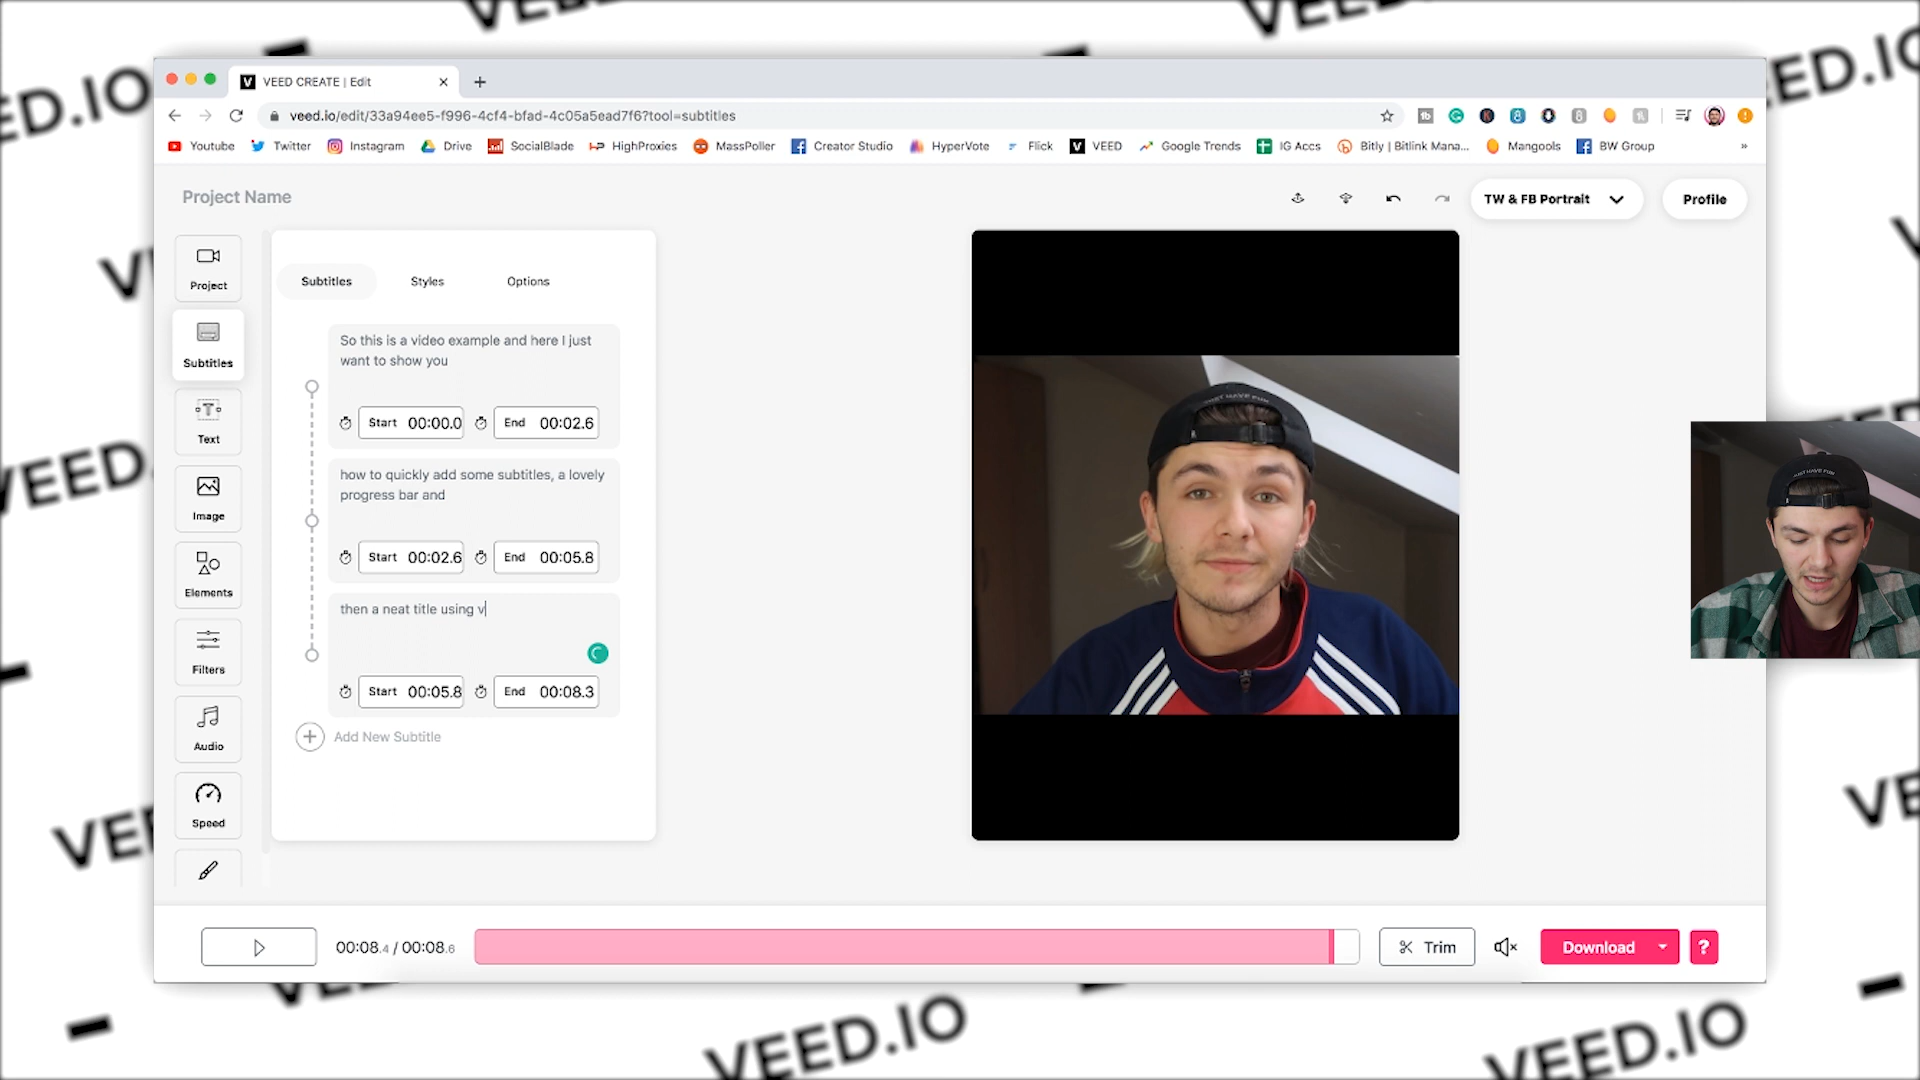 VEED.IO
VEED CREATE | Edit
veed.io/edit/33a94ee5-f996-4cf4-bfad-4c05a5ead7f6?tool=subtitles
Youtube Twitter Instagram Drive SocialBlade HighProxies MassPoller Creator Studio HyperVote Flick VEED Google Trends IG Accs Bitly | Bitlink Mana... Mangools BW Group »
Project Name
TW & FB Portrait
Profile
Project
Subtitles
Text
Image
Elements
Filters
Audio
Speed
Subtitles Styles Options
So this is a video example and here I just
want to show you
Start 00:00.0 End 00:02.6
how to quickly add some subtitles, a lovely
progress bar and
Start 00:02.6 End 00:05.8
then a neat title using v
Start 00:05.8 End 00:08.3
Add New Subtitle
JUST HAVE FUN
00:08.4 / 00:08.6
Trim
Download
?
VEED.IO
VEED.IO